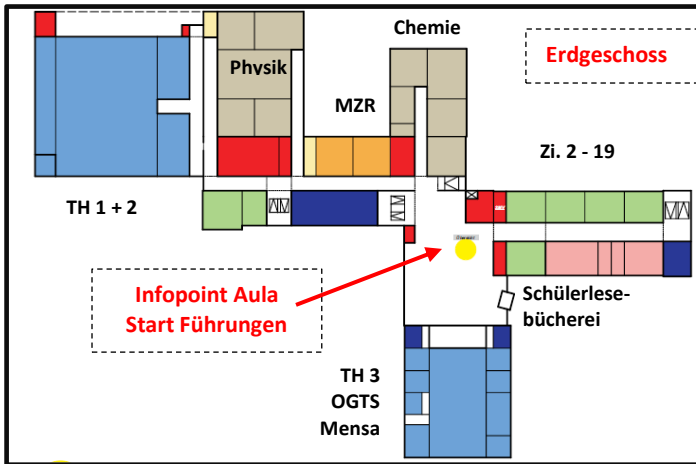 Chemie
Erdgeschoss
Physik
MZR
Zi. 2 - 19
TH 1 + 2
Infopoint Aula
Start Führungen
Schülerlese-
bücherei
TH 3
OGTS
Mensa